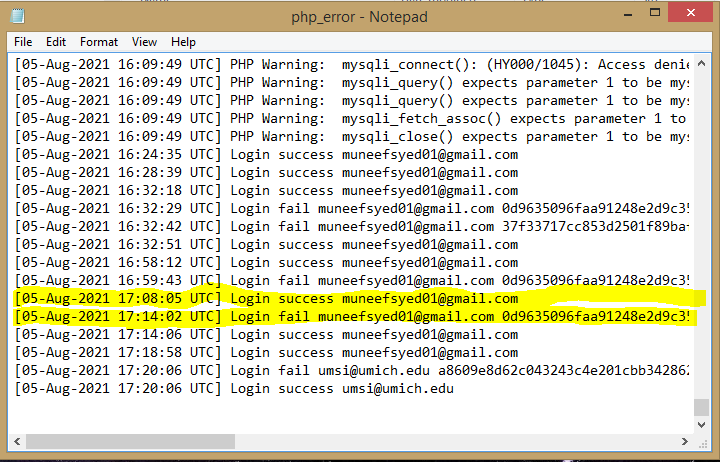 php_error - Notepad
File Edit Format View Help
[05-Aug-2021 16:09:49 UTC] PHP Warning:  mysqli_connect(): (HY000/1045): Access denie
[05-Aug-2021 16:09:49 UTC] PHP Warning:  mysqli_query() expects parameter 1 to be mys
[05-Aug-2021 16:09:49 UTC] PHP Warning:  mysqli_query() expects parameter 1 to be mys
[05-Aug-2021 16:09:49 UTC] PHP Warning:  mysqli_fetch_assoc() expects parameter 1 to
[05-Aug-2021 16:09:49 UTC] PHP Warning:  mysqli_close() expects parameter 1 to be mys
[05-Aug-2021 16:24:35 UTC] Login success muneefsyed01@gmail.com
[05-Aug-2021 16:28:39 UTC] Login success muneefsyed01@gmail.com
[05-Aug-2021 16:32:18 UTC] Login success muneefsyed01@gmail.com
[05-Aug-2021 16:32:29 UTC] Login fail muneefsyed01@gmail.com 0d9635096faa91248e2d9c35
[05-Aug-2021 16:32:42 UTC] Login fail muneefsyed01@gmail.com 37f33717cc853d2501f89ba
[05-Aug-2021 16:32:51 UTC] Login success muneefsyed01@gmail.com
[05-Aug-2021 16:58:12 UTC] Login success muneefsyed01@gmail.com
[05-Aug-2021 16:59:43 UTC] Login fail muneefsyed01@gmail.com 0d9635096faa91248e2d9c35
[05-Aug-2021 17:08:05 UTC] Login success muneefsyed01@gmail.com
[05-Aug-2021 17:14:02 UTC] Login fail muneefsyed01@gmail.com 0d9635096faa91248e2d9c35
[05-Aug-2021 17:14:06 UTC] Login success muneefsyed01@gmail.com
[05-Aug-2021 17:18:58 UTC] Login success muneefsyed01@gmail.com
[05-Aug-2021 17:20:06 UTC] Login fail umsi@umich.edu a8609e8d62c043243c4e201cbb342862
[05-Aug-2021 17:20:06 UTC] Login success umsi@umich.edu